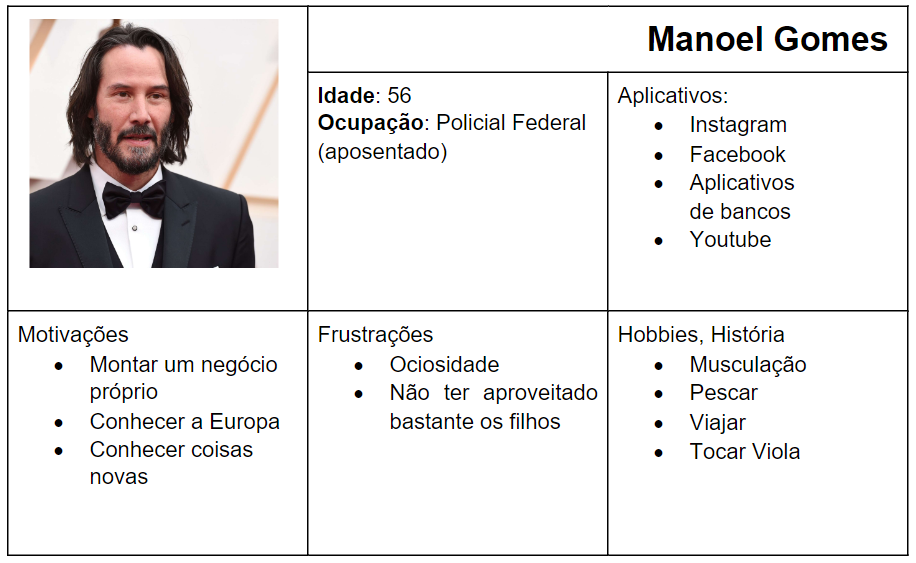 Manoel Gomes
Idade: 56
Ocupação: Policial Federal
(aposentado)
Aplicativos:
• Instagram
• Facebook
• Aplicativos
de bancos
• Youtube
Motivações
• Montar um negócio
próprio
• Conhecer a Europa
• Conhecer coisas
novas
Frustrações
• Ociosidade
• Não ter aproveitado
bastante os filhos
Hobbies, História
• Musculação
• Pescar
• Viajar
• Tocar Viola